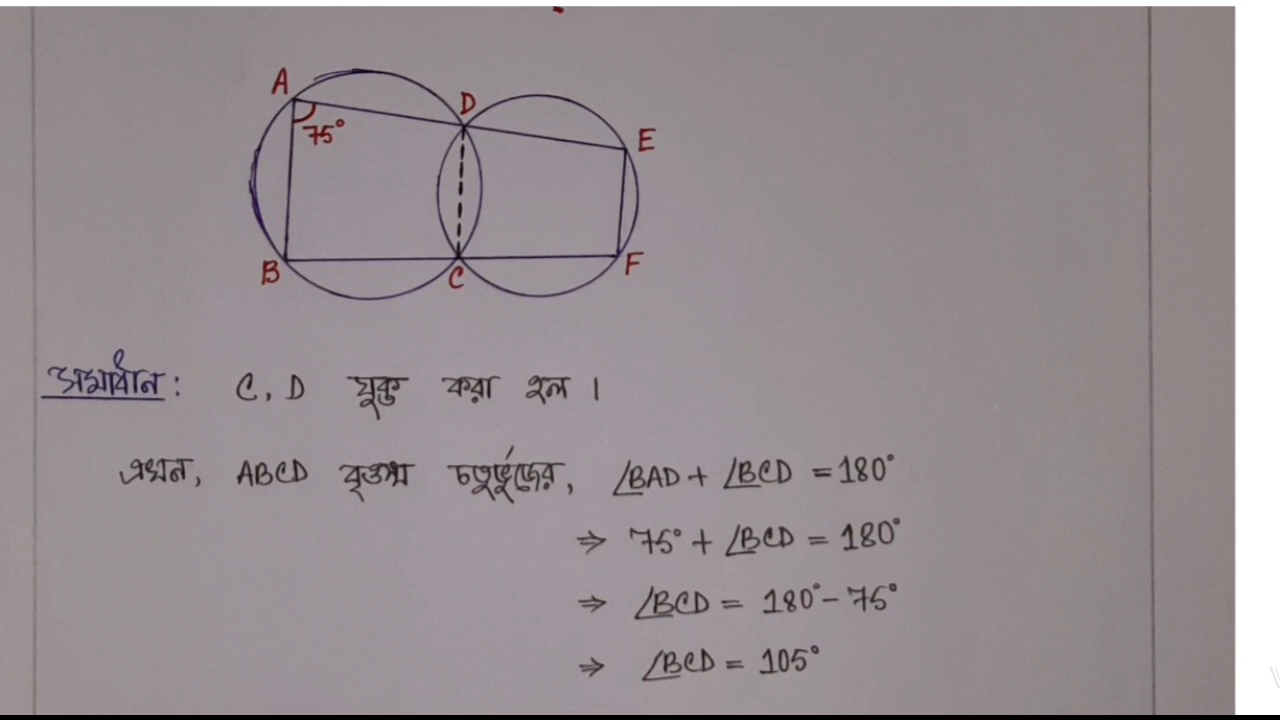 A
D
E
75°
B
C
F
সমাধান : C, D যুক্ত করা হল ।
এখন, ABCD বৃত্তস্থ চতুর্ভুজের, ∠BAD + ∠BCD = 180°
⇒ 75° + ∠BCD = 180°
⇒ ∠BCD = 180° - 75°
⇒ ∠BCD = 105°